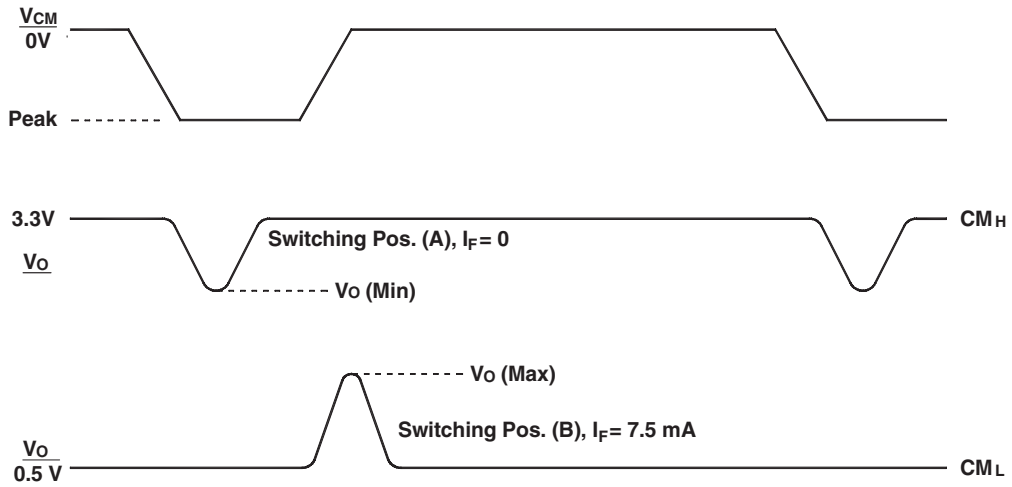 VCM
0V
Peak
3.3V
CMH
Switching Pos. (A), IF= 0
VO
VO (Min)
VO (Max)
Switching Pos. (B), IF= 7.5 mA
VO
0.5 V
CML